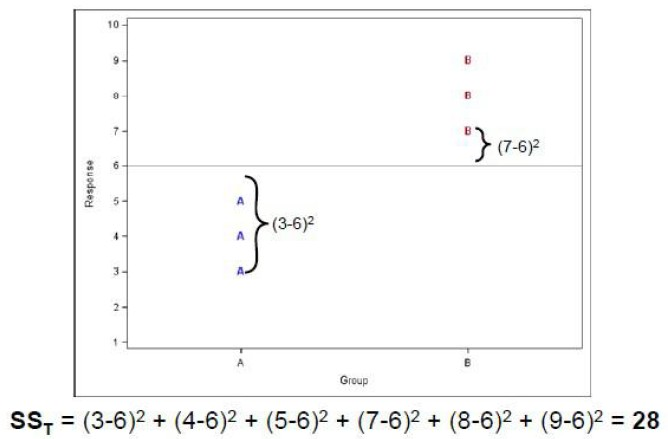 10
9
B
8
B
7
B
(7-6)²
6
Response
5
A
4
A
(3-6)²
3
A
2
1
A
B
Group
SS_T = (3-6)² + (4-6)² + (5-6)² + (7-6)² + (8-6)² + (9-6)² = 28